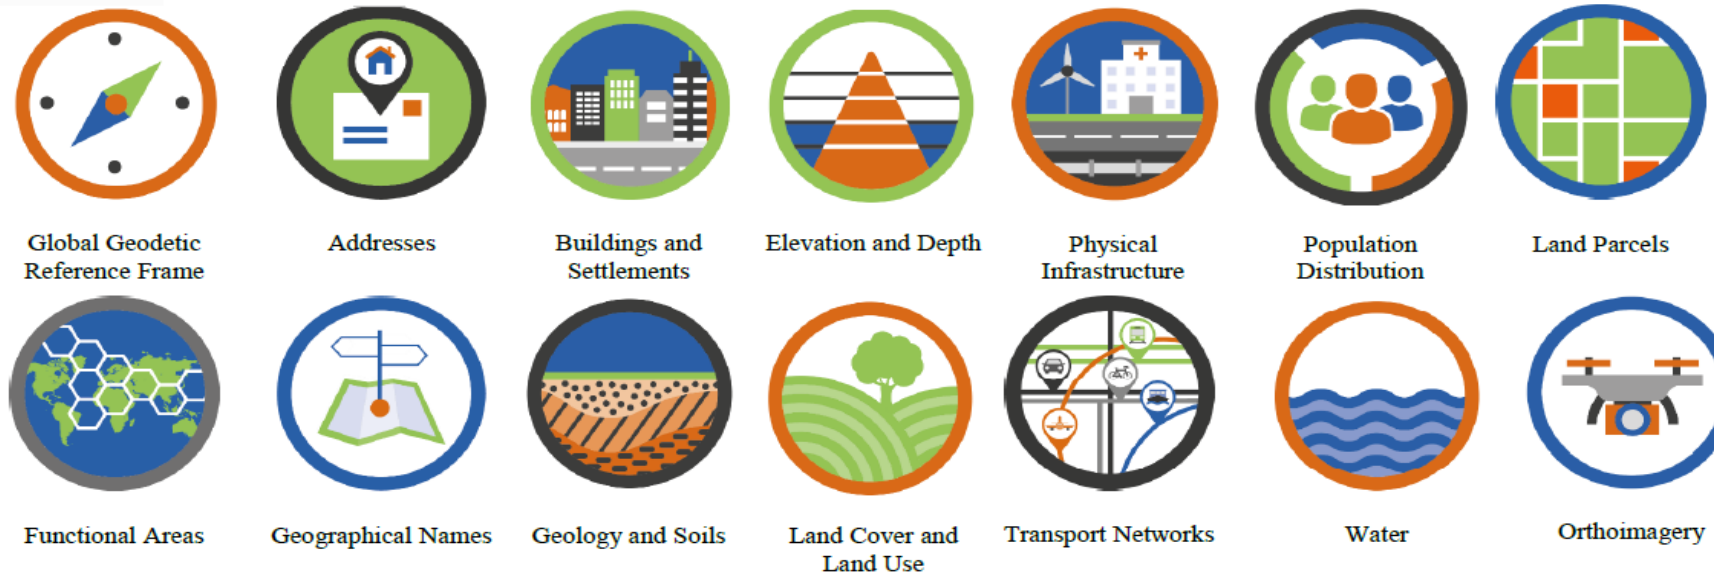 Global Geodetic
Reference Frame
Addresses
Buildings and
Settlements
Elevation and Depth
Physical
Infrastructure
Population
Distribution
Land Parcels
Functional Areas
Geographical Names
Geology and Soils
Land Cover and
Land Use
Transport Networks
Water
Orthoimagery